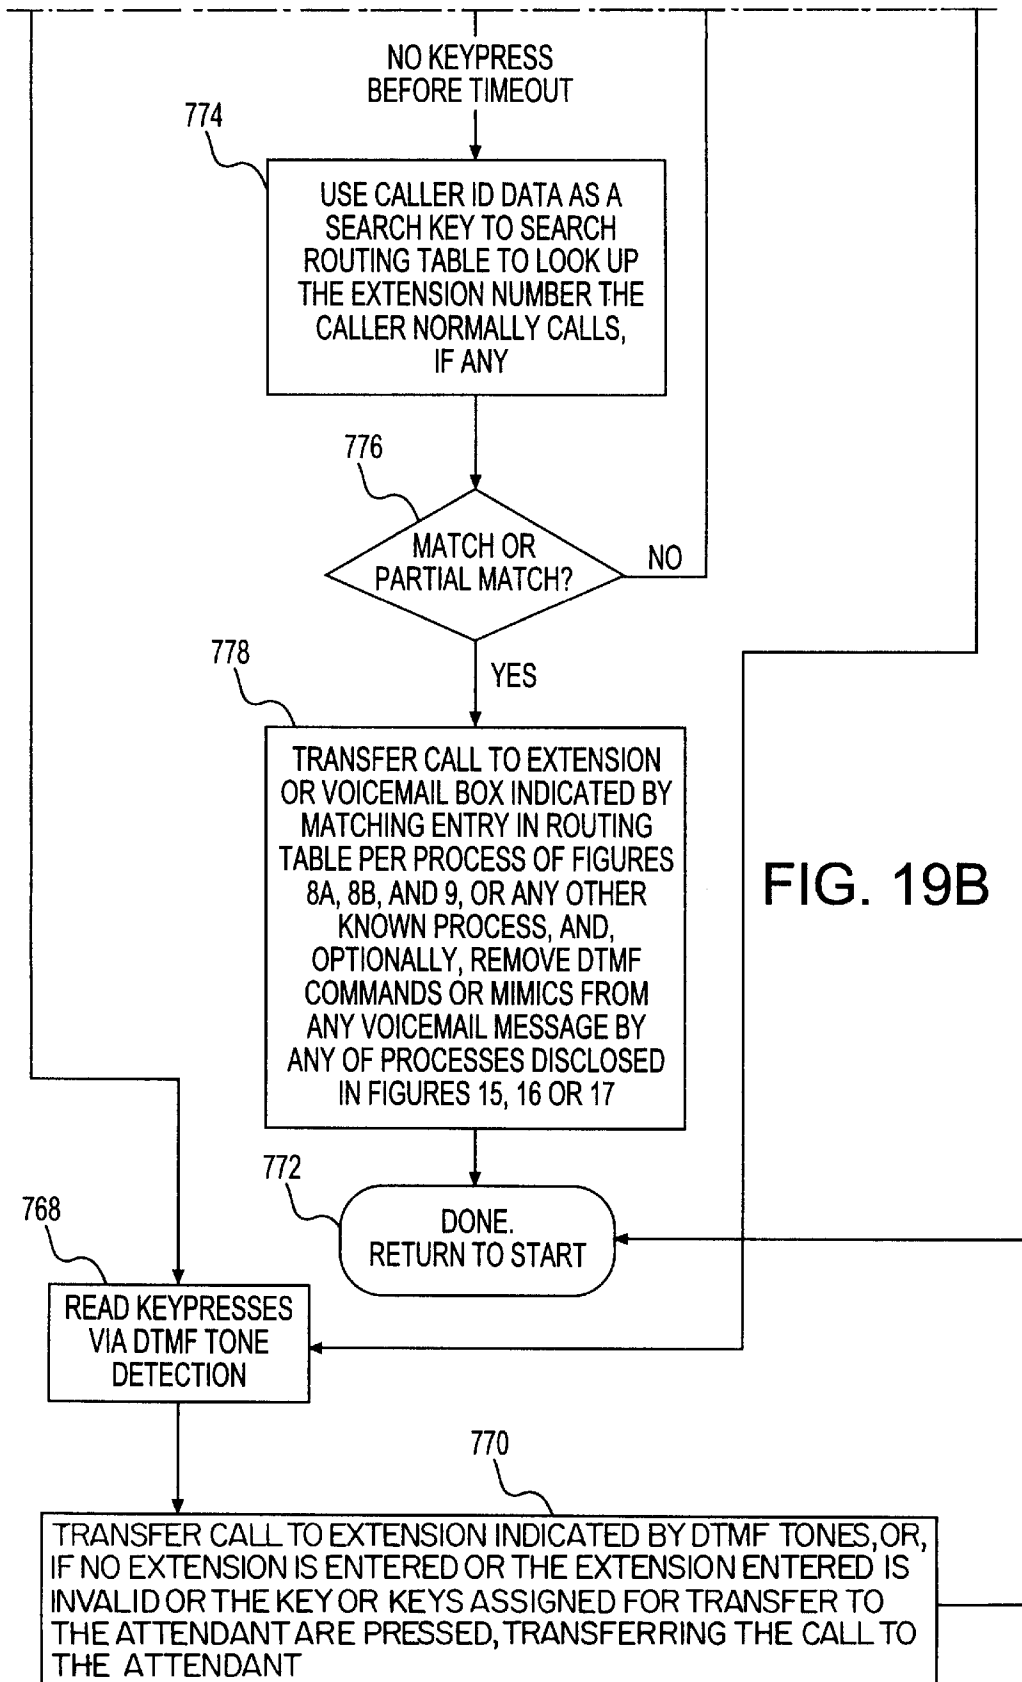 NO KEYPRESS
BEFORE TIMEOUT
774
USE CALLER ID DATA AS A
SEARCH KEY TO SEARCH
ROUTING TABLE TO LOOK UP
THE EXTENSION NUMBER THE
CALLER NORMALLY CALLS,
IF ANY
776
MATCH OR
PARTIAL MATCH?
NO
778
YES
TRANSFER CALL TO EXTENSION
OR VOICEMAIL BOX INDICATED BY
MATCHING ENTRY IN ROUTING
TABLE PER PROCESS OF FIGURES
8A, 8B, AND 9, OR ANY OTHER
KNOWN PROCESS, AND,
OPTIONALLY, REMOVE DTMF
COMMANDS OR MIMICS FROM
ANY VOICEMAIL MESSAGE BY
ANY OF PROCESSES DISCLOSED
IN FIGURES 15, 16 OR 17
FIG. 19B
772
DONE.
RETURN TO START
768
READ KEYPRESSES
VIA DTMF TONE
DETECTION
770
TRANSFER CALL TO EXTENSION INDICATED BY DTMF TONES, OR,
IF NO EXTENSION IS ENTERED OR THE EXTENSION ENTERED IS
INVALID OR THE KEY OR KEYS ASSIGNED FOR TRANSFER TO
THE ATTENDANT ARE PRESSED, TRANSFERRING THE CALL TO
THE ATTENDANT